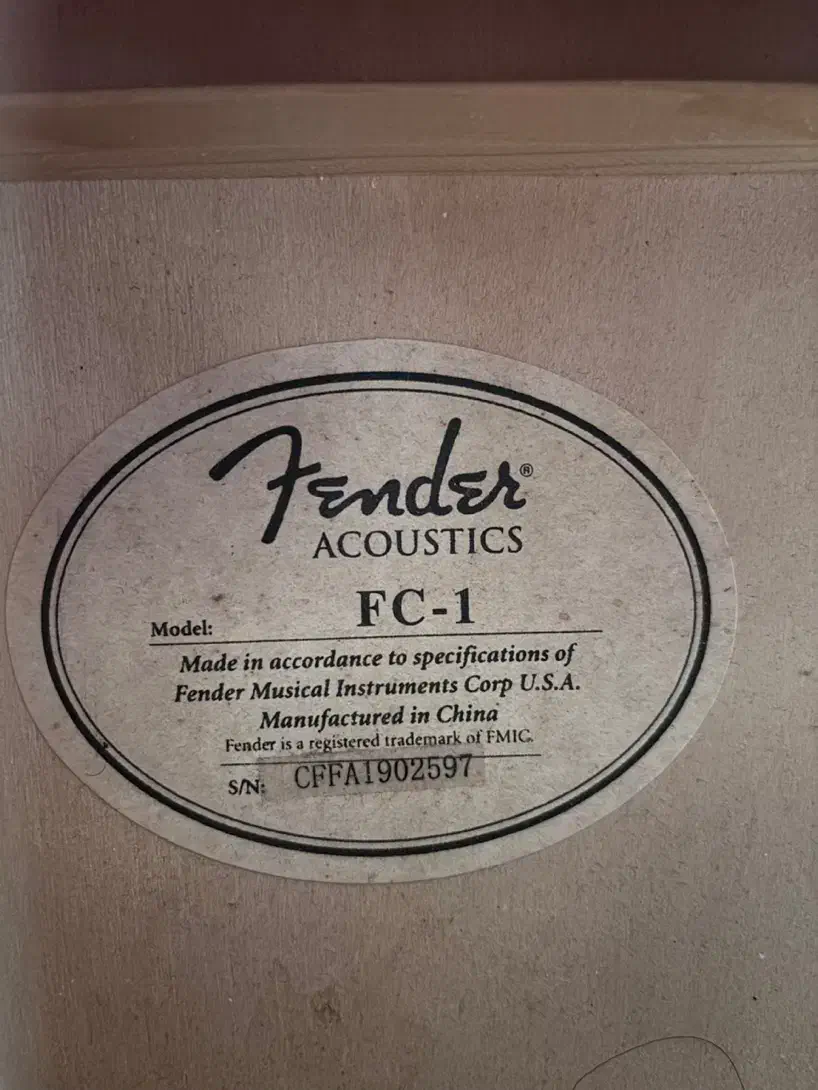 Fender®
ACOUSTICS
Model: FC-1
Made in accordance to specifications of
Fender Musical Instruments Corp U.S.A.
Manufactured in China
Fender is a registered trademark of FMIC.
S/N: CFFA1902597